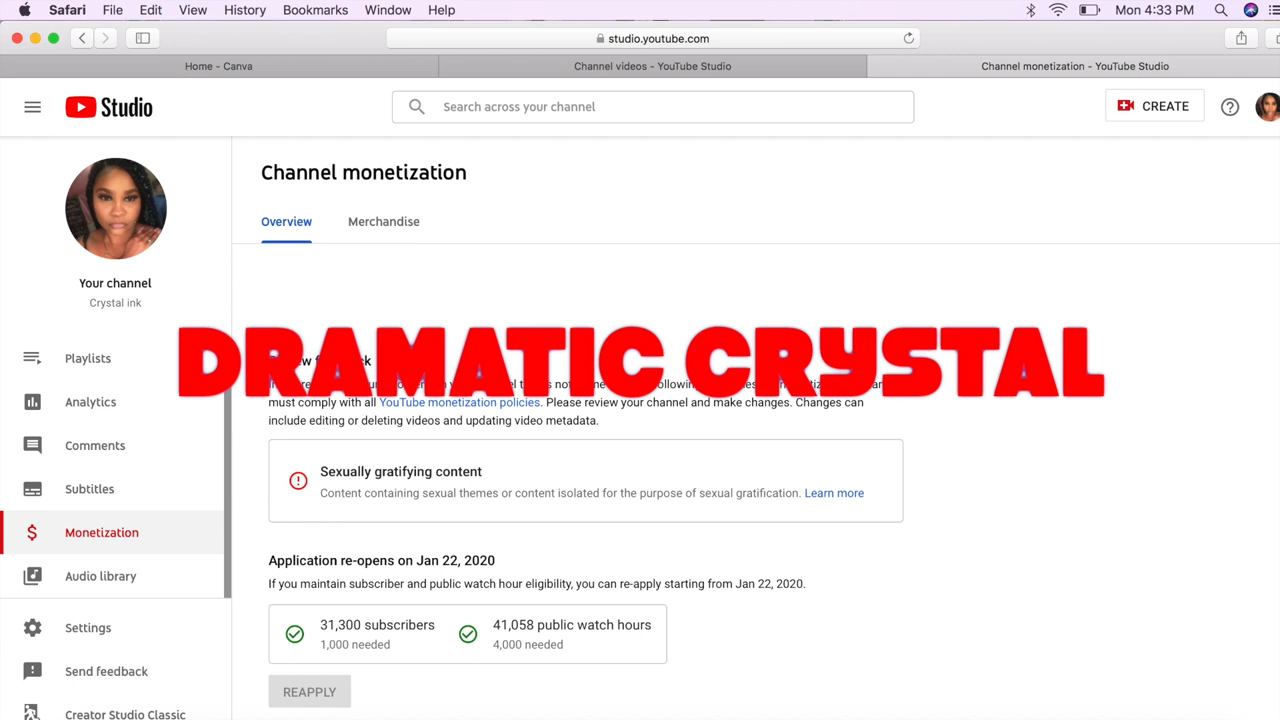 Safari File Edit View History Bookmarks Window Help Mon 4:33 PM
studio.youtube.com
Home - Canva Channel videos - YouTube Studio Channel monetization - YouTube Studio
Studio Search across your channel CREATE
Channel monetization
Overview Merchandise
Your channel
Crystal ink
Playlists
Analytics
Comments
Subtitles
Monetization
Audio library
Settings
Send feedback
Creator Studio Classic
DRAMATIC CRYSTAL
must comply with all YouTube monetization policies. Please review your channel and make changes. Changes can
include editing or deleting videos and updating video metadata.
Sexually gratifying content
Content containing sexual themes or content isolated for the purpose of sexual gratification. Learn more
Application re-opens on Jan 22, 2020
If you maintain subscriber and public watch hour eligibility, you can re-apply starting from Jan 22, 2020.
31,300 subscribers 41,058 public watch hours
1,000 needed 4,000 needed
REAPPLY